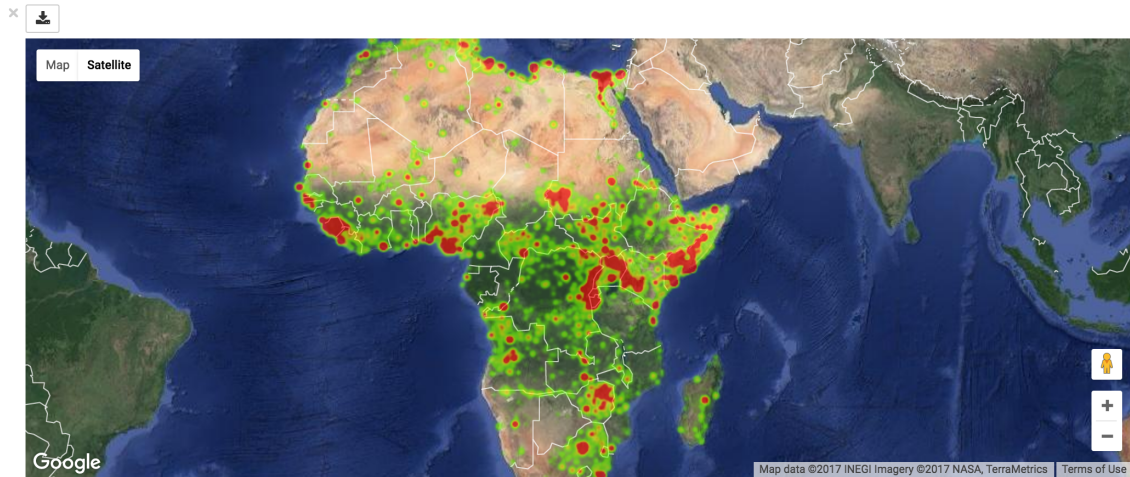 Map Satellite
Google
Map data ©2017 INEGI Imagery ©2017 NASA, TerraMetrics Terms of Use